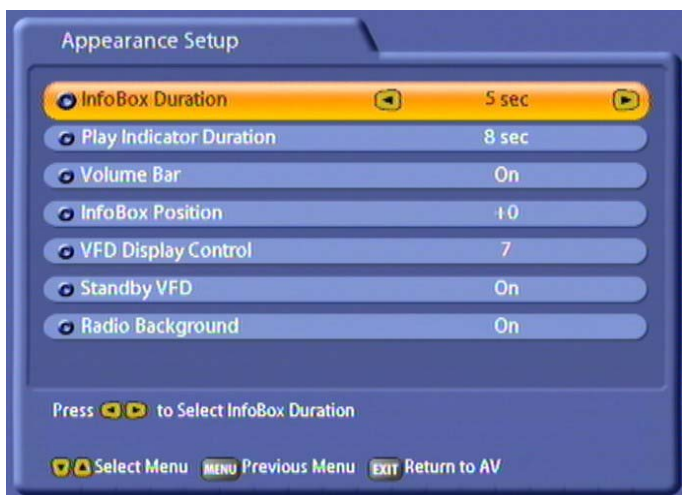 Appearance Setup
InfoBox Duration 5 sec
Play Indicator Duration 8 sec
Volume Bar On
InfoBox Position +0
VFD Display Control 7
Standby VFD On
Radio Background On
Press to Select InfoBox Duration
Select Menu MENU Previous Menu EXIT Return to AV